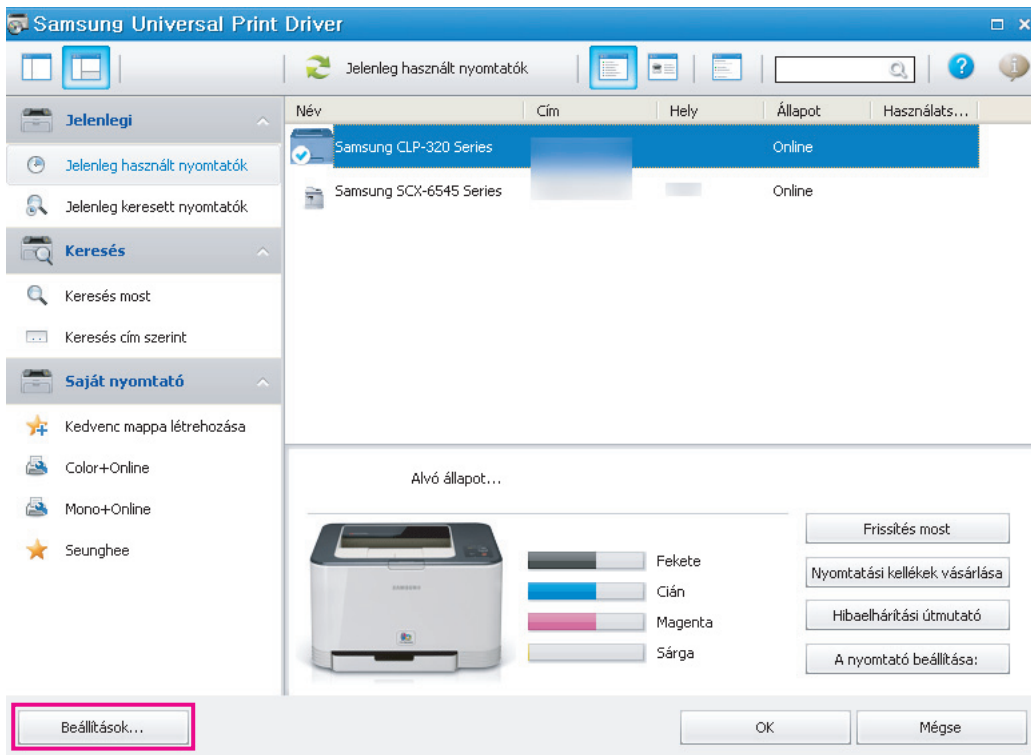 Samsung Universal Print Driver
Jelenleg használt nyomtatók
Jelenlegi
Jelenleg használt nyomtatók
Jelenleg keresett nyomtatók
Keresés
Keresés most
Keresés cím szerint
Saját nyomtató
Kedvenc mappa létrehozása
Color+Online
Mono+Online
Seunghee
Név Cím Hely Állapot Használats...
Samsung CLP-320 Series Online
Samsung SCX-6545 Series Online
Alvó állapot...
SAMSUNG
Fekete
Cián
Magenta
Sárga
Frissítés most
Nyomtatási kellékek vásárlása
Hibaelhárítási útmutató
A nyomtató beállítása:
Beállítások...
OK
Mégse